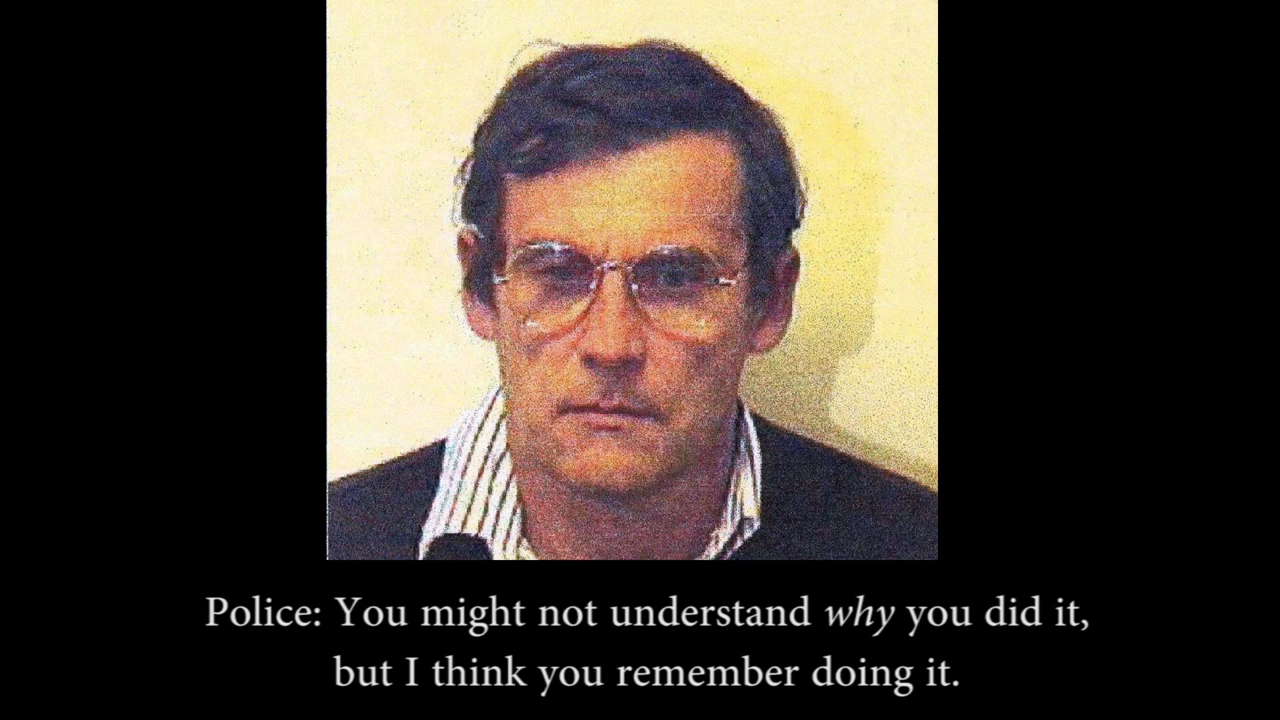 Police: You might not understand why you did it,
but I think you remember doing it.